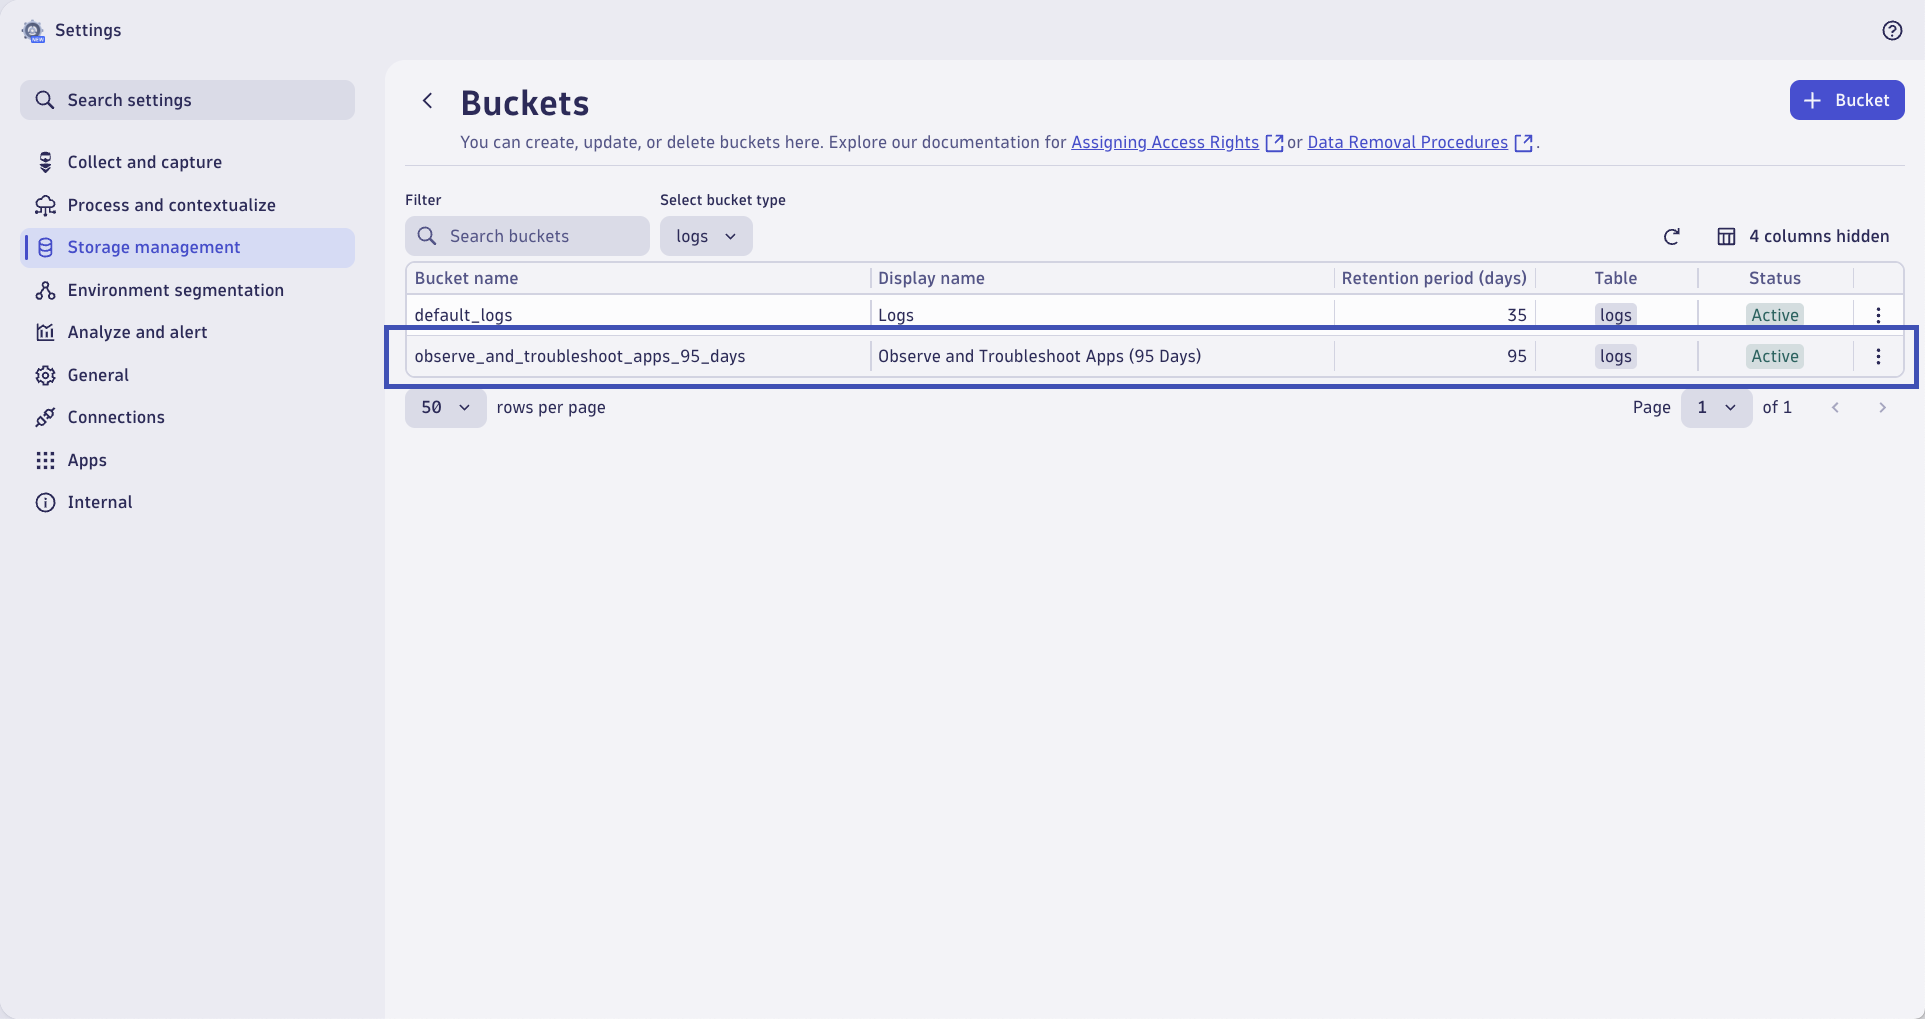 Settings
Search settings
Collect and capture
Process and contextualize
Storage management
Environment segmentation
Analyze and alert
General
Connections
Apps
Internal
Buckets
Bucket
You can create, update, or delete buckets here. Explore our documentation for Assigning Access Rights or Data Removal Procedures .
Filter
Select bucket type
Search buckets
logs
4 columns hidden
Bucket name Display name Retention period (days) Table Status
default_logs Logs 35 logs Active
observe_and_troubleshoot_apps_95_days Observe and Troubleshoot Apps (95 Days) 95 logs Active
50 rows per page
Page 1 of 1